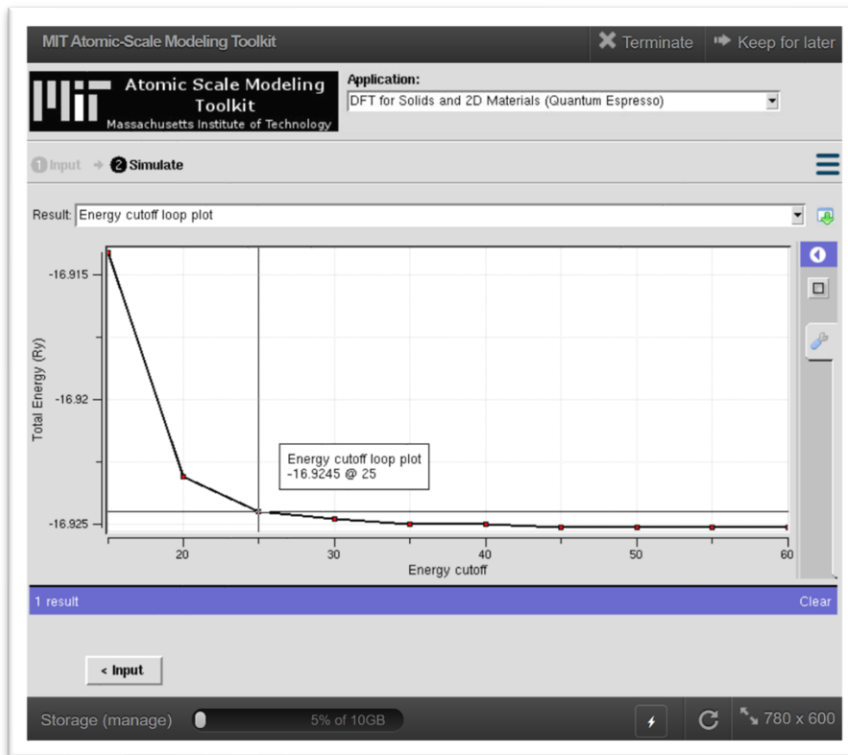 MIT Atomic-Scale Modeling Toolkit
Terminate
Keep for later
MIT
Atomic Scale Modeling
Toolkit
Massachusetts Institute of Technology
Application:
DFT for Solids and 2D Materials (Quantum Espresso)
1 Input → 2 Simulate
Result: Energy cutoff loop plot
-16.915
-16.92
-16.925
Total Energy (Ry)
Energy cutoff loop plot
-16.9245 @ 25
20 30 40 50 60
Energy cutoff
1 result
Clear
< Input
Storage (manage)
5% of 10GB
780 x 600